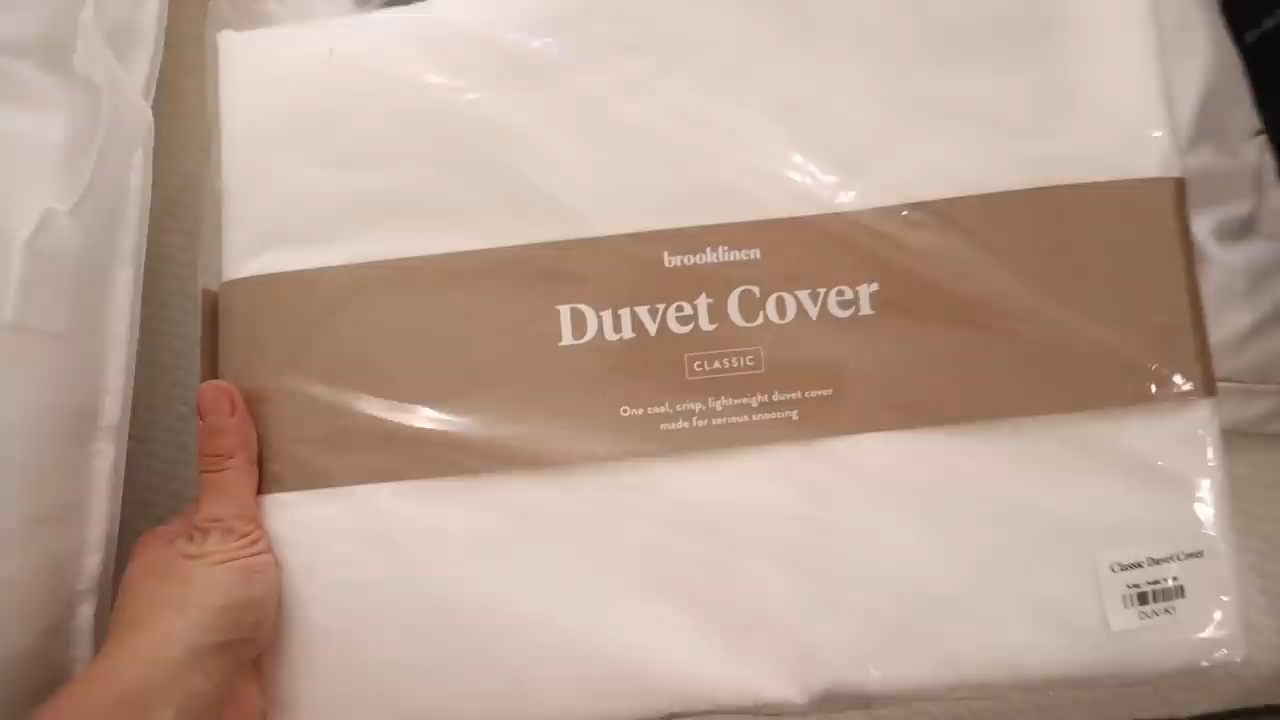 brooklinen
Duvet Cover
CLASSIC
One cool, crisp, lightweight duvet cover
made for serious snoozing
Classic Duvet Cover